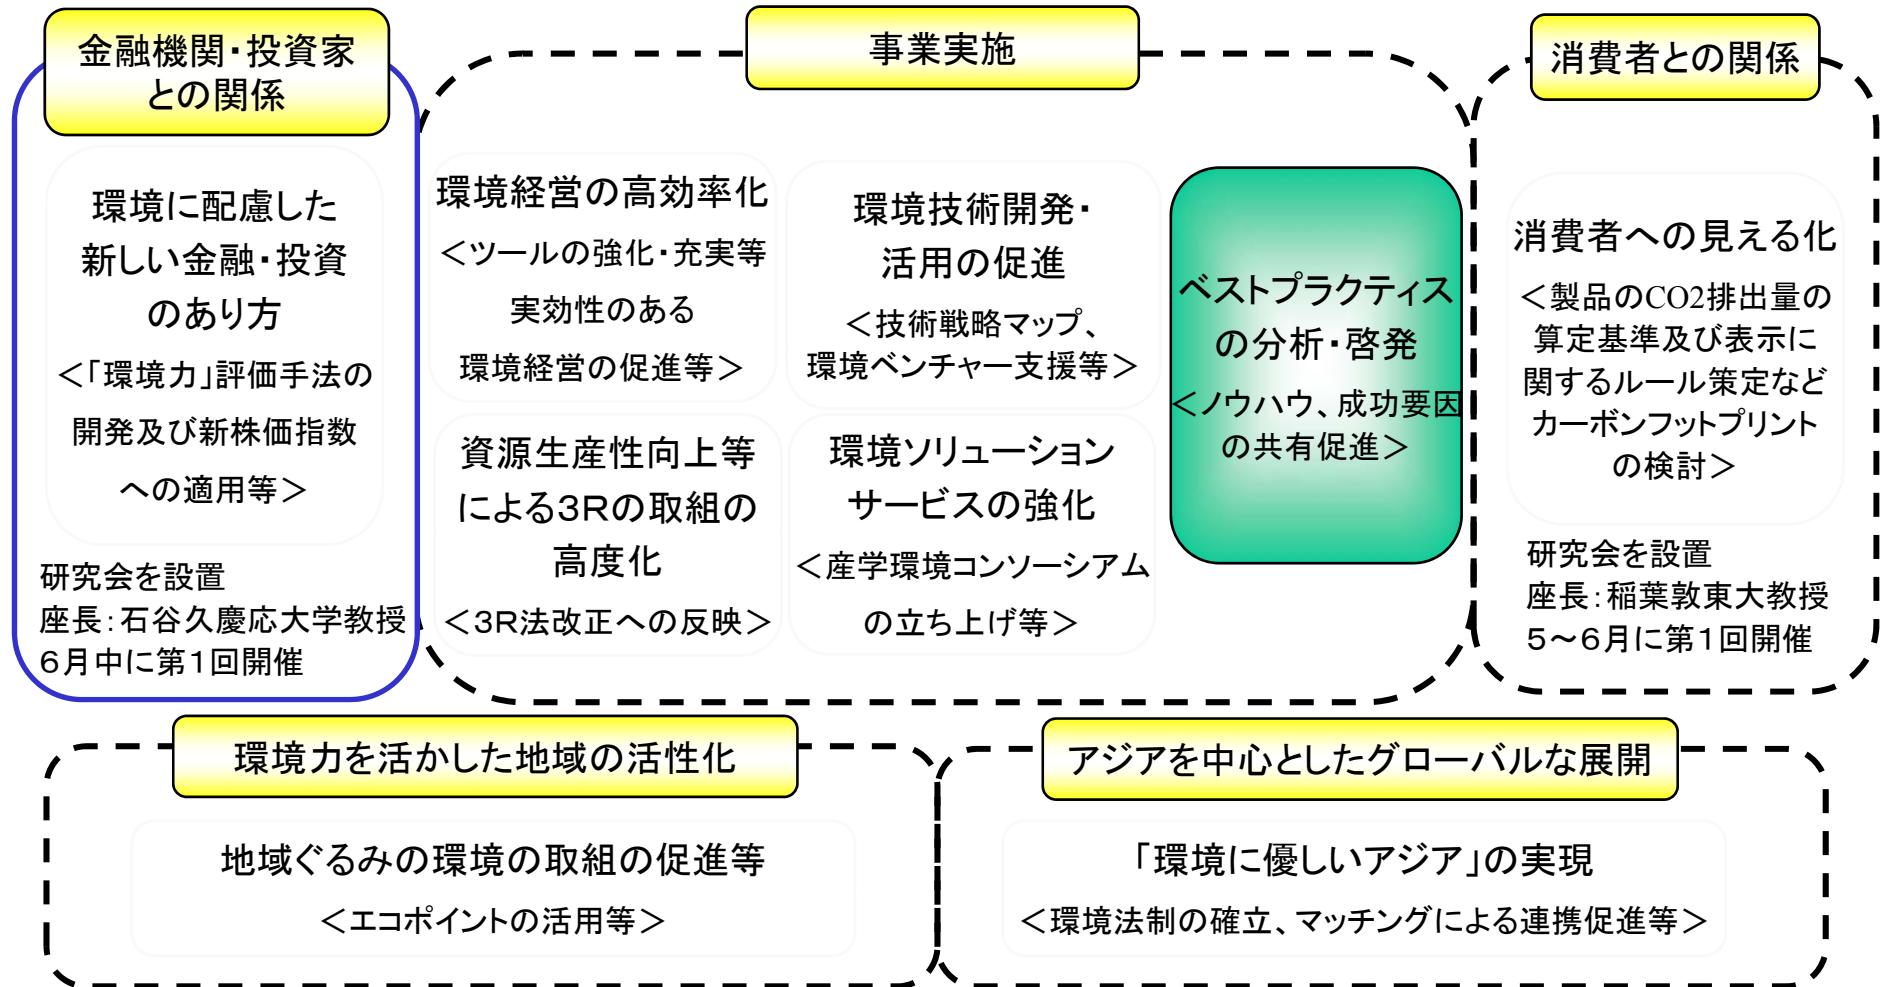 金融機関・投資家
との関係
環境に配慮した
新しい金融・投資
のあり方
＜「環境力」評価手法の
開発及び新株価指数
への適用等＞
研究会を設置
座長：石谷久慶応大学教授
６月中に第１回開催
事業実施
環境経営の高効率化
＜ツールの強化・充実等
実効性のある
環境経営の促進等＞
環境技術開発・
活用の促進
＜技術戦略マップ、
環境ベンチャー支援等＞
資源生産性向上等
による３Ｒの取組の
高度化
＜３Ｒ法改正への反映＞
環境ソリューション
サービスの強化
＜産学環境コンソーシアム
の立ち上げ等＞
ベストプラクティス
の分析・啓発
＜ノウハウ、成功要因
の共有促進＞
消費者との関係
消費者への見える化
＜製品のCO2排出量の
算定基準及び表示に
関するルール策定など
カーボンフットプリント
の検討＞
研究会を設置
座長：稲葉敦東大教授
５～６月に第１回開催
環境力を活かした地域の活性化
地域ぐるみの環境の取組の促進等
＜エコポイントの活用等＞
アジアを中心としたグローバルな展開
「環境に優しいアジア」の実現
＜環境法制の確立、マッチングによる連携促進等＞